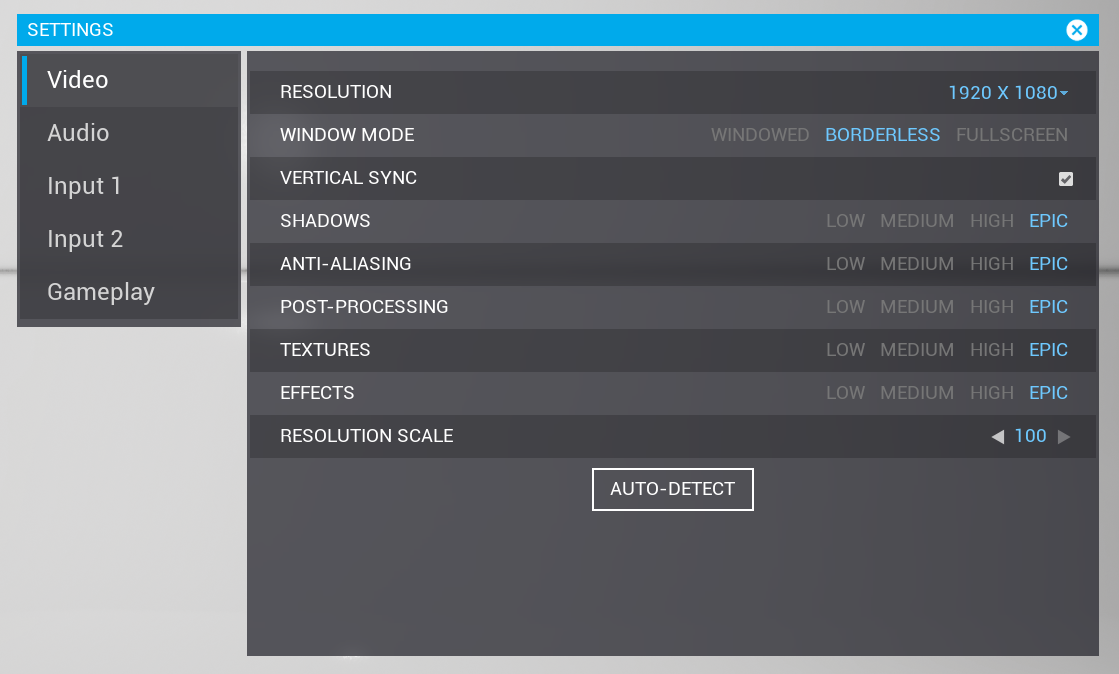 SETTINGS
Video
Audio
Input 1
Input 2
Gameplay
RESOLUTION 1920 X 1080
WINDOW MODE WINDOWED BORDERLESS FULLSCREEN
VERTICAL SYNC
SHADOWS LOW MEDIUM HIGH EPIC
ANTI-ALIASING LOW MEDIUM HIGH EPIC
POST-PROCESSING LOW MEDIUM HIGH EPIC
TEXTURES LOW MEDIUM HIGH EPIC
EFFECTS LOW MEDIUM HIGH EPIC
RESOLUTION SCALE 100
AUTO-DETECT